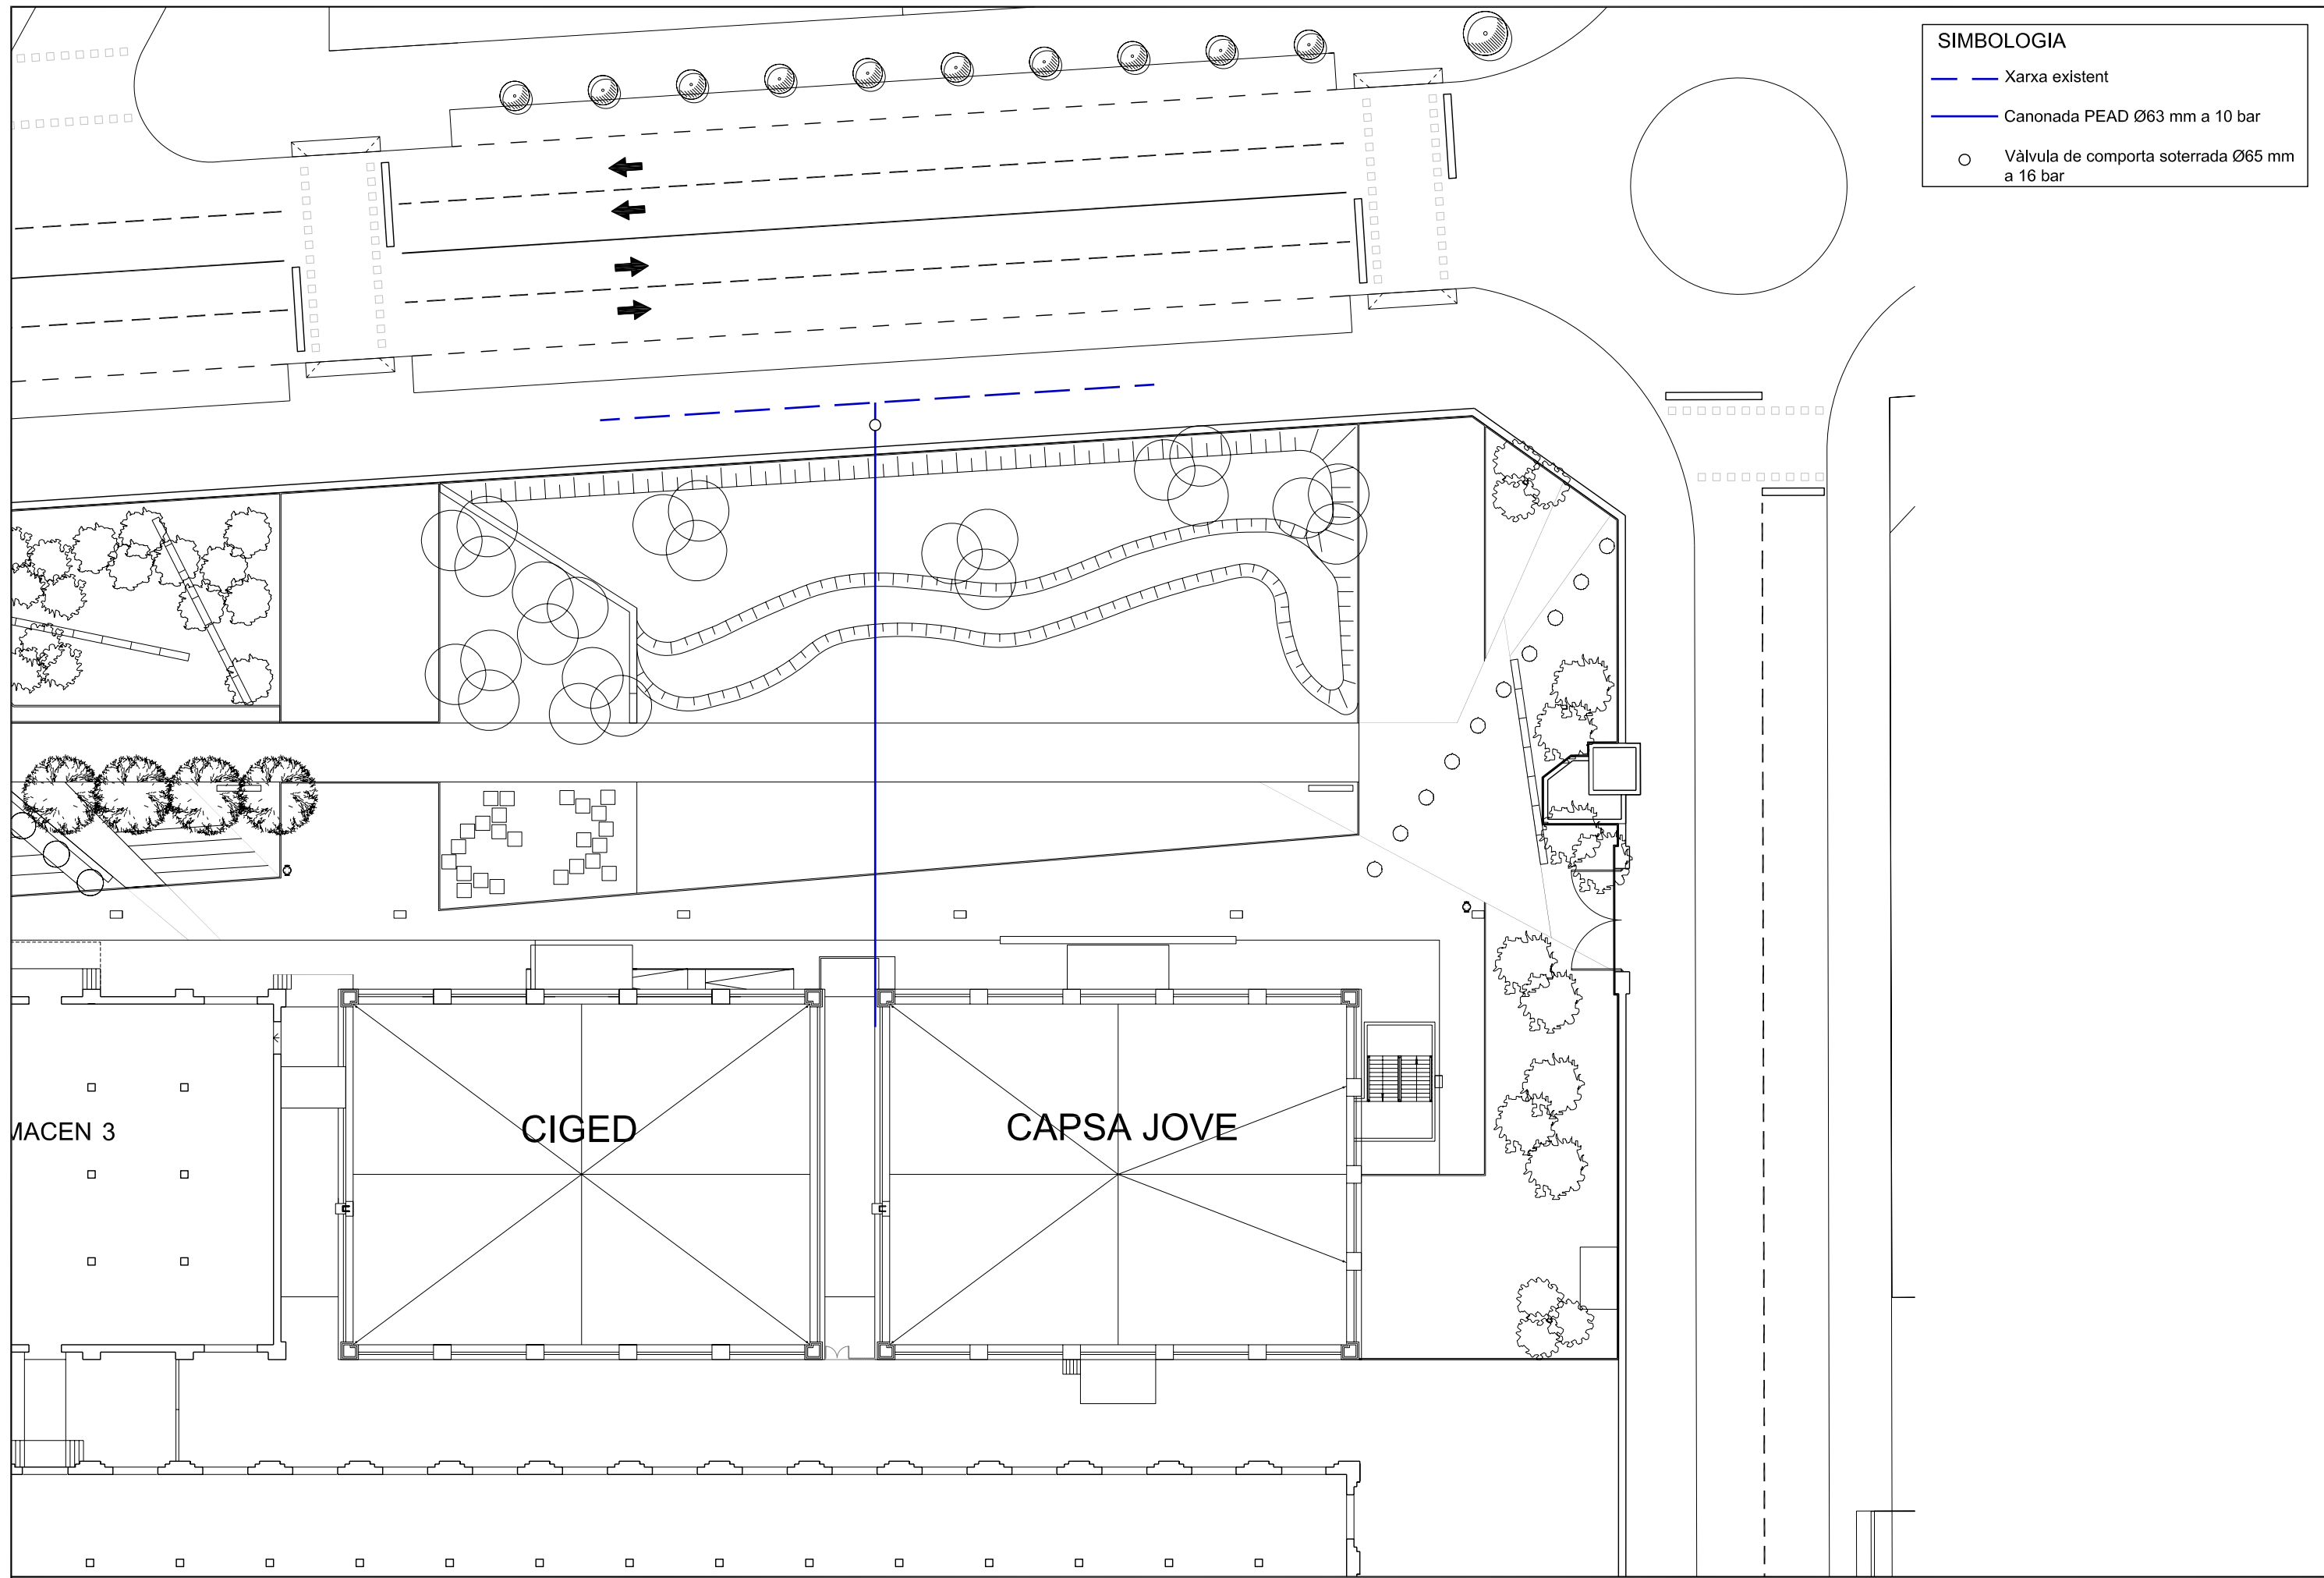 SIMBOLOGIA
Xarxa existent
Canonada PEAD Ø63 mm a 10 bar
Vàlvula de comporta soterrada Ø65 mm
a 16 bar
MACEN 3
CIGED
CAPSA JOVE